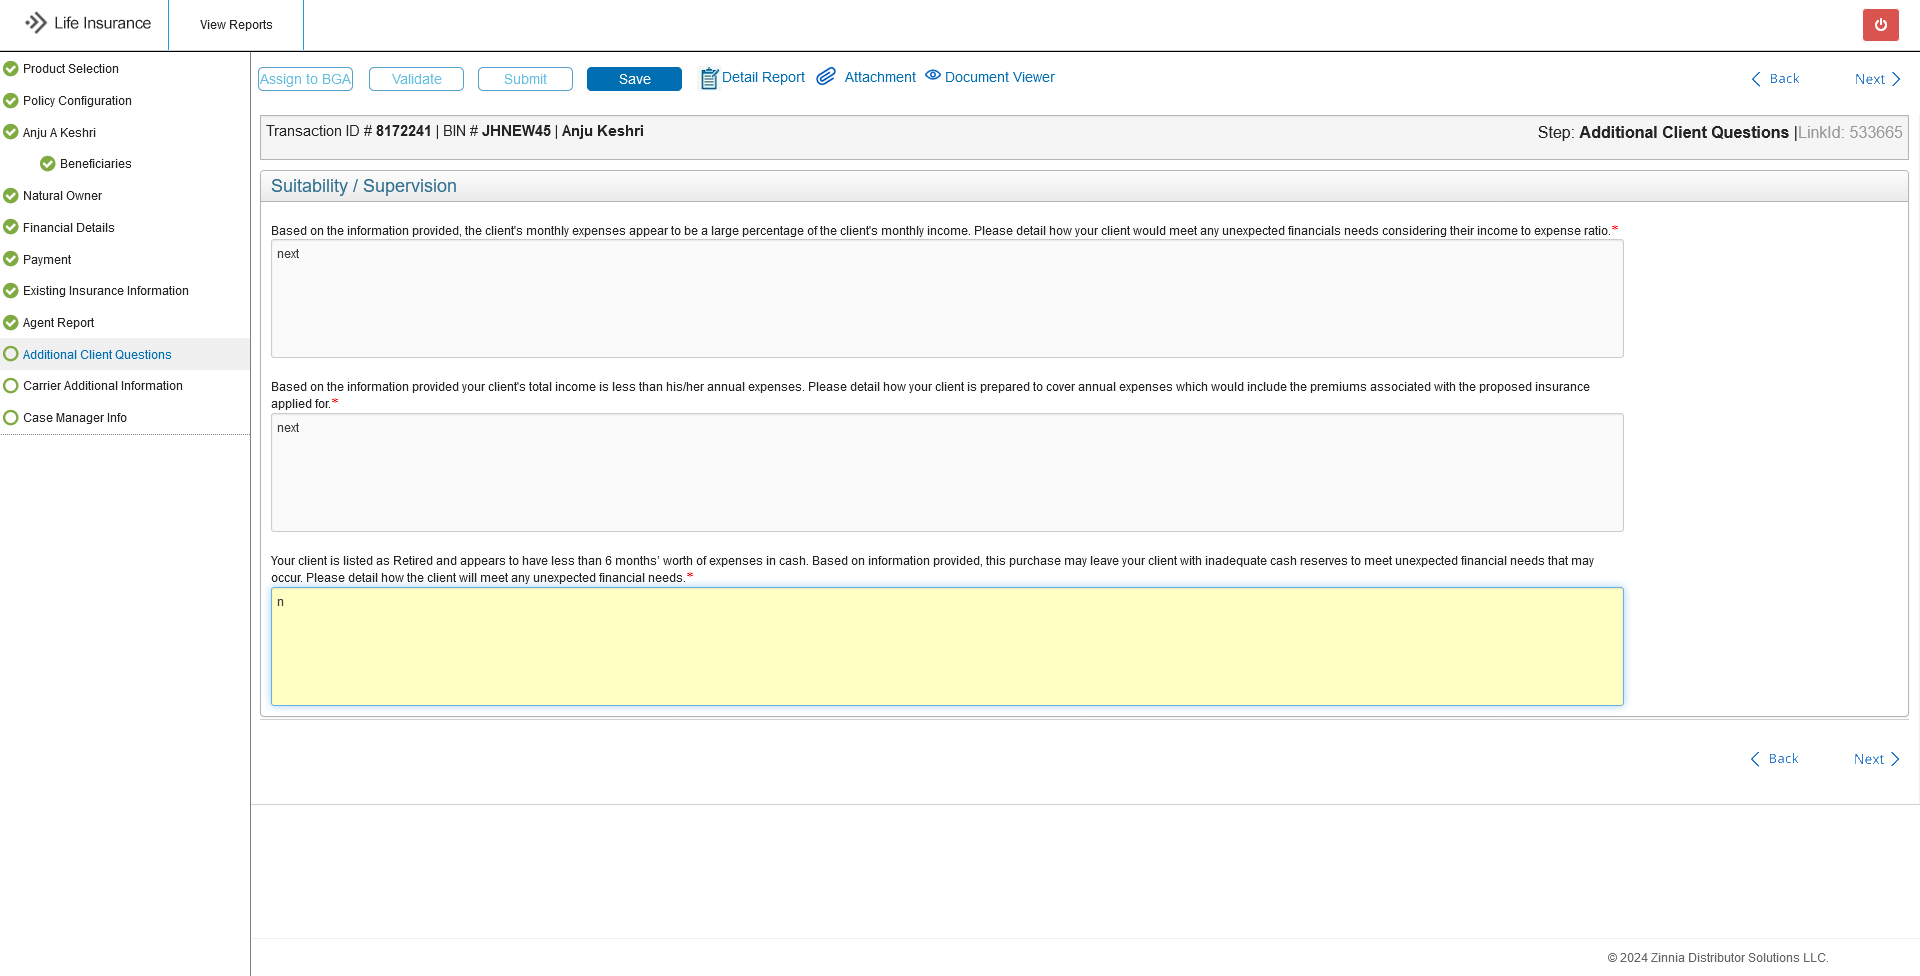 Life Insurance
View Reports
Product Selection
Policy Configuration
Anju A Keshri
Beneficiaries
Natural Owner
Financial Details
Payment
Existing Insurance Information
Agent Report
Additional Client Questions
Carrier Additional Information
Case Manager Info
Assign to BGA
Validate
Submit
Save
Detail Report
Attachment
Document Viewer
Back
Next
Transaction ID # 8172241 | BIN # JHNEW45 | Anju Keshri
Step: Additional Client Questions |LinkId: 533665
Suitability / Supervision
Based on the information provided, the client's monthly expenses appear to be a large percentage of the client's monthly income. Please detail how your client would meet any unexpected financials needs considering their income to expense ratio.*
next
Based on the information provided your client's total income is less than his/her annual expenses. Please detail how your client is prepared to cover annual expenses which would include the premiums associated with the proposed insurance
applied for.*
next
Your client is listed as Retired and appears to have less than 6 months' worth of expenses in cash. Based on information provided, this purchase may leave your client with inadequate cash reserves to meet unexpected financial needs that may
occur. Please detail how the client will meet any unexpected financial needs.*
n
Back
Next
© 2024 Zinnia Distributor Solutions LLC.